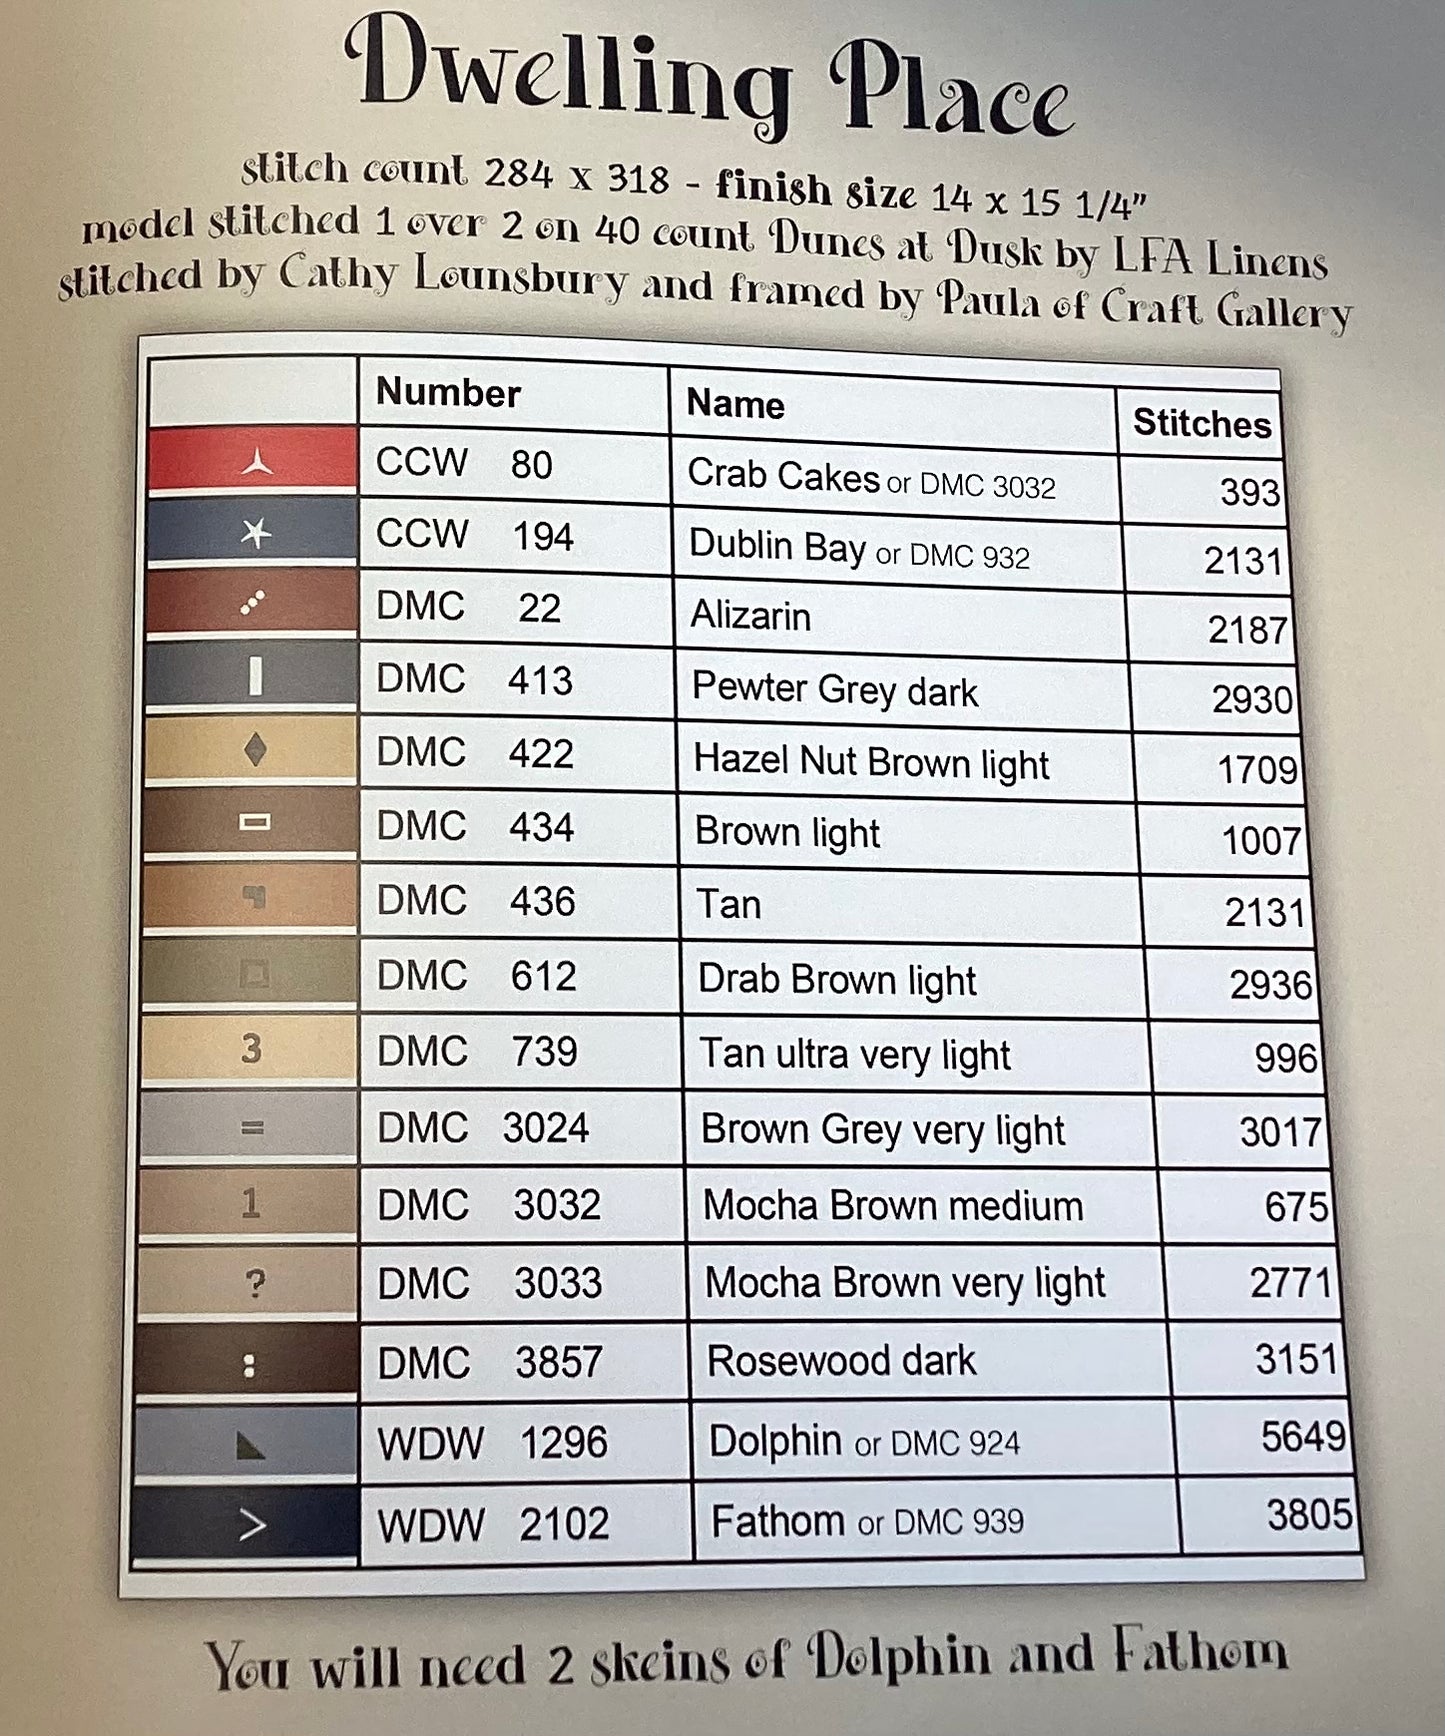 Dwelling Place
stitch count 284 x 318 - finish size 14 x 15 1/4"
model stitched 1 over 2 on 40 count Dunes at Dusk by LFA Linens
stitched by Cathy Lounsbury and framed by Paula of Craft Gallery
Number Name Stitches
CCW 80 Crab Cakes or DMC 3032 393
CCW 194 Dublin Bay or DMC 932 2131
DMC 22 Alizarin 2187
DMC 413 Pewter Grey dark 2930
DMC 422 Hazel Nut Brown light 1709
DMC 434 Brown light 1007
DMC 436 Tan 2131
DMC 612 Drab Brown light 2936
3 DMC 739 Tan ultra very light 996
= DMC 3024 Brown Grey very light 3017
1 DMC 3032 Mocha Brown medium 675
? DMC 3033 Mocha Brown very light 2771
: DMC 3857 Rosewood dark 3151
WDW 1296 Dolphin or DMC 924 5649
> WDW 2102 Fathom or DMC 939 3805
You will need 2 skeins of Dolphin and Fathom